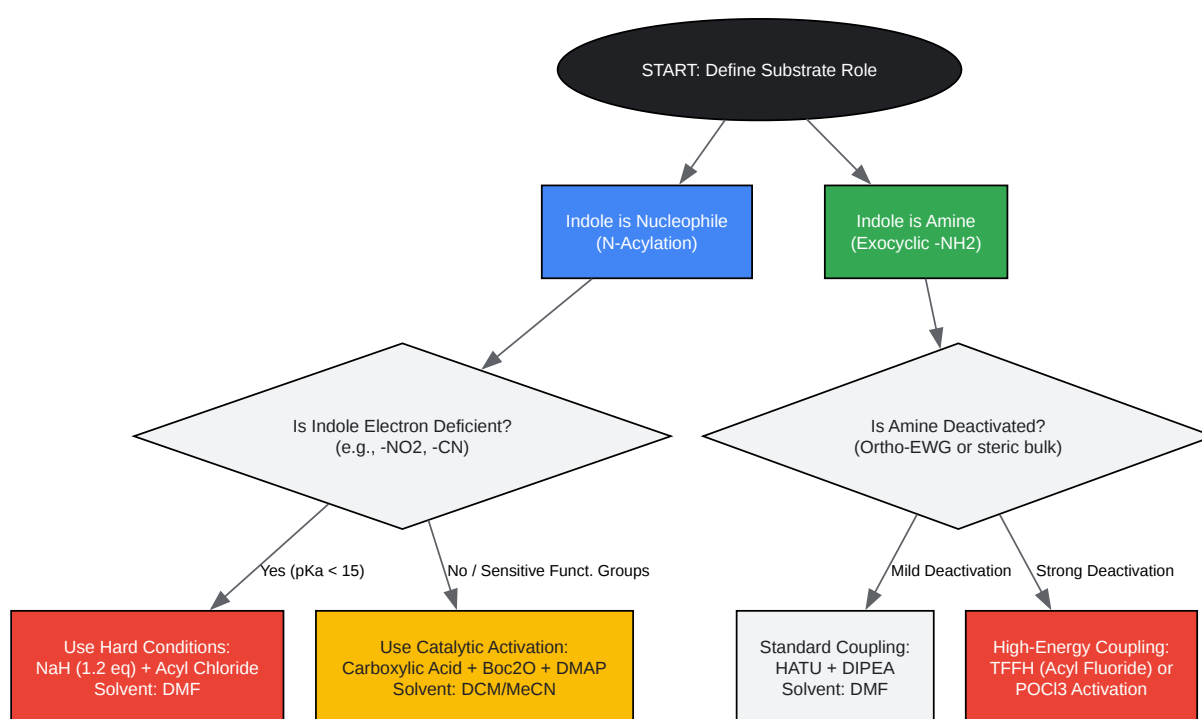 START: Define Substrate Role
Indole is Nucleophile
(N-Acylation)
Indole is Amine
(Exocyclic -NH2)
Is Indole Electron Deficient?
(e.g., -NO2, -CN)
Is Amine Deactivated?
(Ortho-EWG or steric bulk)
Yes (pKa < 15)
No / Sensitive Funct. Groups
Mild Deactivation
Strong Deactivation
Use Hard Conditions:
NaH (1.2 eq) + Acyl Chloride
Solvent: DMF
Use Catalytic Activation:
Carboxylic Acid + Boc2O + DMAP
Solvent: DCM/MeCN
Standard Coupling:
HATU + DIPEA
Solvent: DMF
High-Energy Coupling:
TFFH (Acyl Fluoride) or
POCl3 Activation